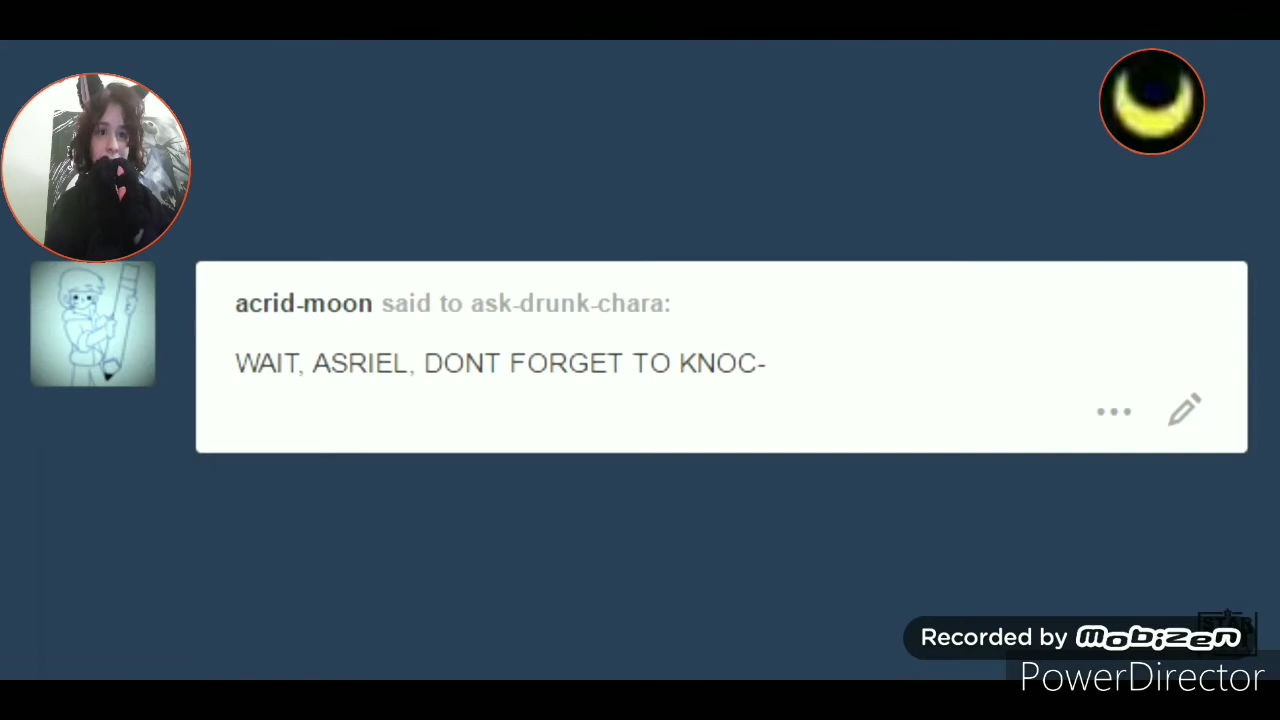 acrid-moon said to ask-drunk-chara:
WAIT, ASRIEL, DONT FORGET TO KNOC-
Recorded by mobizen
PowerDirector